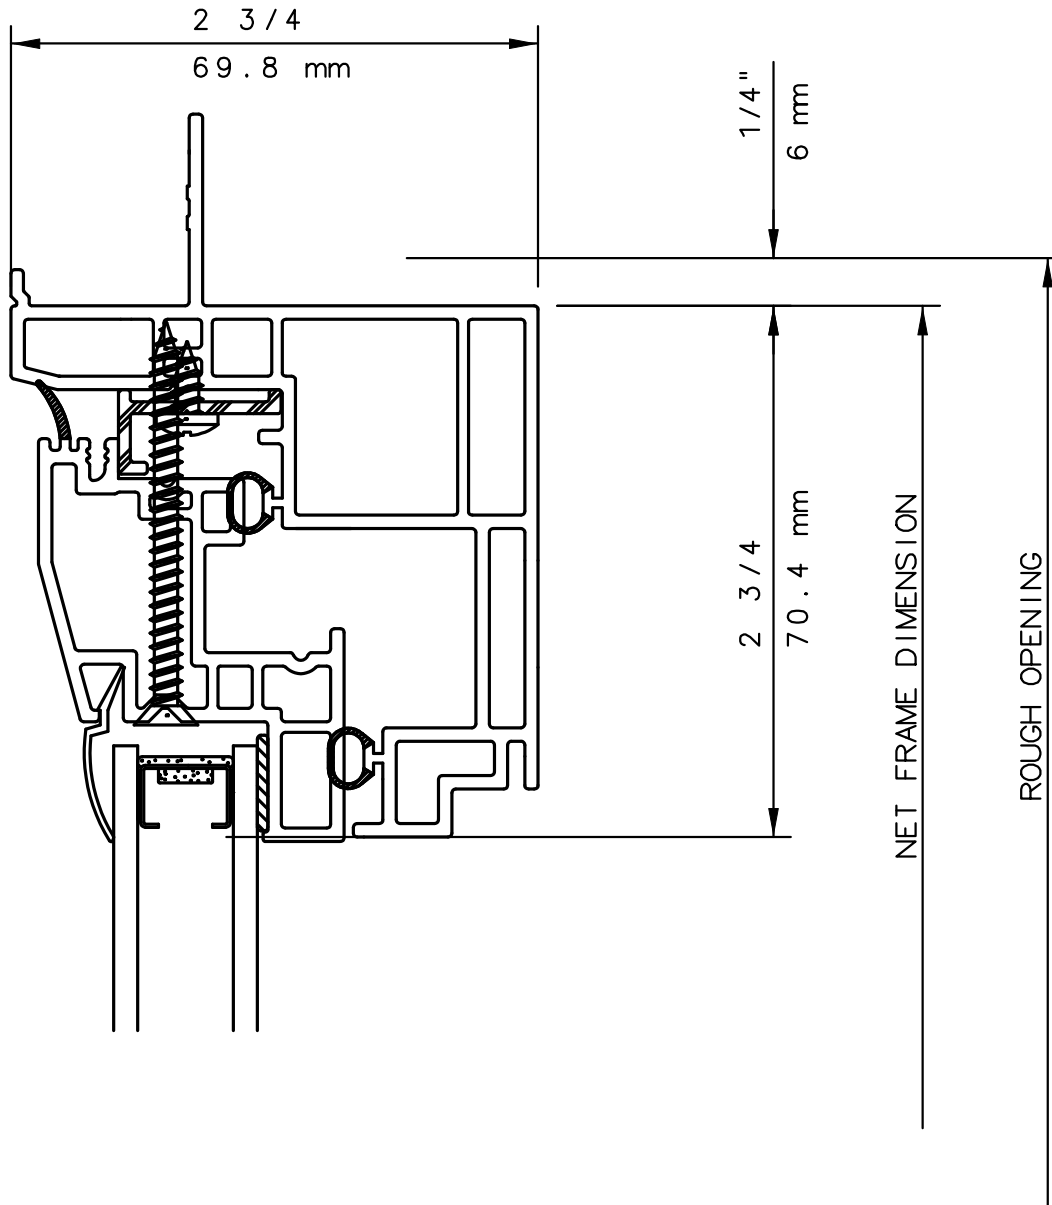 2 3/4
69.8 mm
1/4"
6 mm
2 3/4
70.4 mm
NET FRAME DIMENSION
ROUGH OPENING